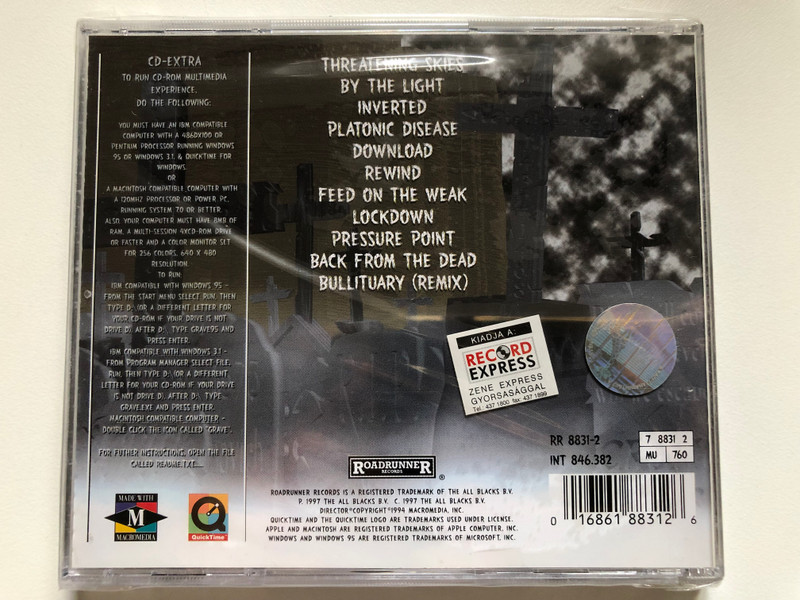 CD-EXTRA
TO RUN CD-ROM MULTIMEDIA
EXPERIENCE,
DO THE FOLLOWING:
YOU MUST HAVE AN IBM COMPATIBLE
COMPUTER WITH A 486DX100 OR
PENTIUM PROCESSOR RUNNING WINDOWS
95 OR WINDOWS 3.1, & QUICKTIME FOR
WINDOWS
OR
A MACINTOSH COMPATIBLE COMPUTER WITH
A 120MHZ PROCESSOR OR POWER PC,
RUNNING SYSTEM 7.0 OR BETTER.
ALSO, YOUR COMPUTER MUST HAVE 8MB OF
RAM, A MULTI-SESSION 4XCD-ROM DRIVE
OR FASTER AND A COLOR MONITOR SET
FOR 256 COLORS, 640 X 480
RESOLUTION.
TO RUN:
IBM COMPATIBLE WITH WINDOWS 95 -
FROM THE START MENU SELECT RUN, THEN
TYPE D:, (OR A DIFFERENT LETTER FOR
YOUR CD-ROM IF YOUR DRIVE IS NOT
DRIVE D), AFTER D:, TYPE GRAVE95 AND
PRESS ENTER.
IBM COMPATIBLE WITH WINDOWS 3.1 -
FROM PROGRAM MANAGER SELECT FILE,
RUN, THEN TYPE D:, (OR A DIFFERENT
LETTER FOR YOUR CD-ROM IF YOUR DRIVE
IS NOT DRIVE D), AFTER D:, TYPE
GRAVE.EXE AND PRESS ENTER.
MACINTOSH COMPATIBLE COMPUTER -
DOUBLE CLICK THE ICON CALLED "GRAVE".
FOR FUTHER INSTRUCTIONS, OPEN THE FILE
CALLED README.TXT....
MADE WITH
M
MACROMEDIA
QuickTime™
THREATENING SKIES
BY THE LIGHT
INVERTED
PLATONIC DISEASE
DOWNLOAD
REWIND
FEED ON THE WEAK
LOCKDOWN
PRESSURE POINT
BACK FROM THE DEAD
BULLITUARY (REMIX)
KIADJA A:
RECORD
EXPRESS
ZENE EXPRESS
GYORSASÁGGAL
Tel.: 437 1800 fax: 437 1899
ROADRUNNER
RECORDS
®
ROADRUNNER RECORDS IS A REGISTERED TRADEMARK OF THE ALL BLACKS B.V.
P. 1997 THE ALL BLACKS B.V. C. 1997 THE ALL BLACKS B.V.
DIRECTOR®COPYRIGHT©1994 MACROMEDIA, INC.
QUICKTIME AND THE QUICKTIME LOGO ARE TRADEMARKS USED UNDER LICENSE.
APPLE AND MACINTOSH ARE REGISTERED TRADEMARKS OF APPLE COMPUTER, INC.
WINDOWS AND WINDOWS 95 ARE REGISTERED TRADEMARKS OF MICROSOFT, INC.
RR 8831-2
INT 846.382
7 8831 2
MU 760
0 16861 88312 6